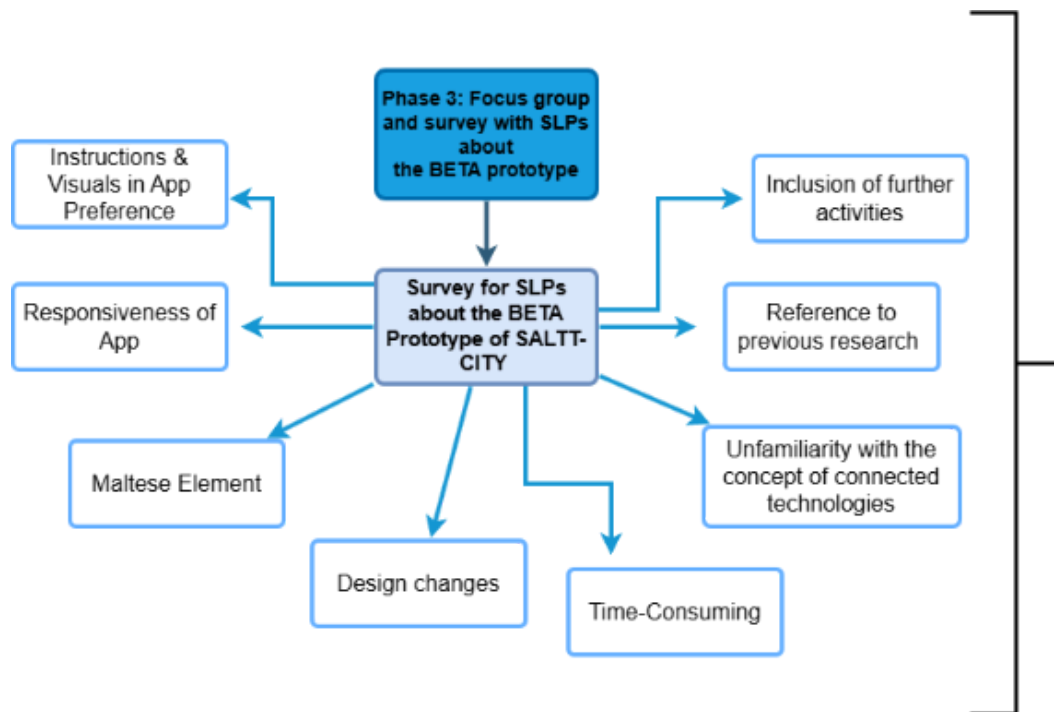 Phase 3: Focus group
and survey with SLPs
about
the BETA prototype
Instructions &
Visuals in App
Preference
Inclusion of further
activities
Survey for SLPs
about the BETA
Prototype of SALTT-
CITY
Responsiveness of
App
Reference to
previous research
Maltese Element
Unfamiliarity with the
concept of connected
technologies
Design changes
Time-Consuming